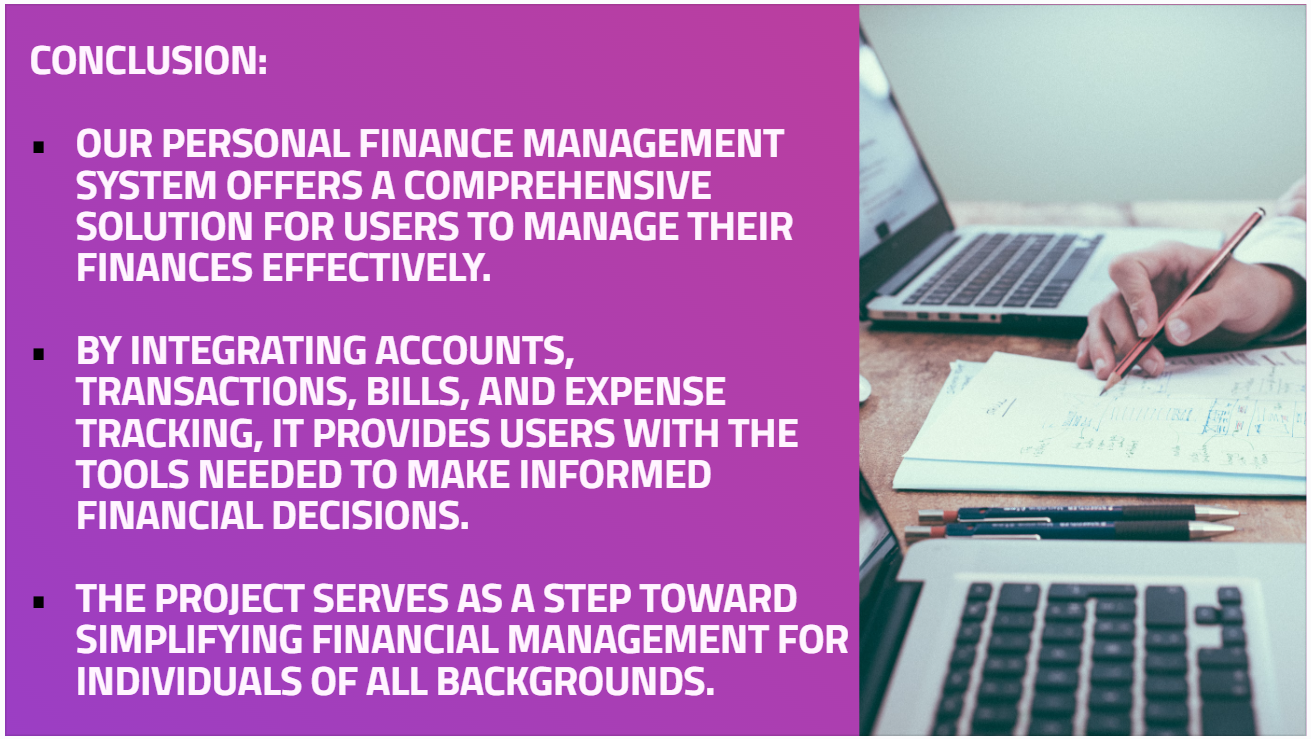 CONCLUSION:
▪ OUR PERSONAL FINANCE MANAGEMENT
SYSTEM OFFERS A COMPREHENSIVE
SOLUTION FOR USERS TO MANAGE THEIR
FINANCES EFFECTIVELY.
▪ BY INTEGRATING ACCOUNTS,
TRANSACTIONS, BILLS, AND EXPENSE
TRACKING, IT PROVIDES USERS WITH THE
TOOLS NEEDED TO MAKE INFORMED
FINANCIAL DECISIONS.
▪ THE PROJECT SERVES AS A STEP TOWARD
SIMPLIFYING FINANCIAL MANAGEMENT FOR
INDIVIDUALS OF ALL BACKGROUNDS.